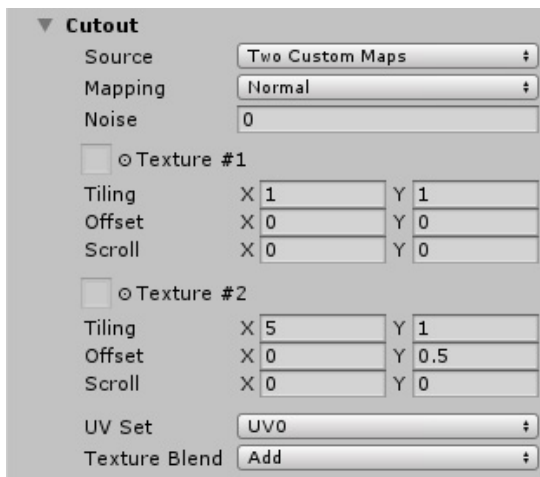 Cutout
Source Two Custom Maps
Mapping Normal
Noise 0
Texture #1
Tiling X 1 Y 1
Offset X 0 Y 0
Scroll X 0 Y 0
Texture #2
Tiling X 5 Y 1
Offset X 0 Y 0.5
Scroll X 0 Y 0
UV Set UV0
Texture Blend Add